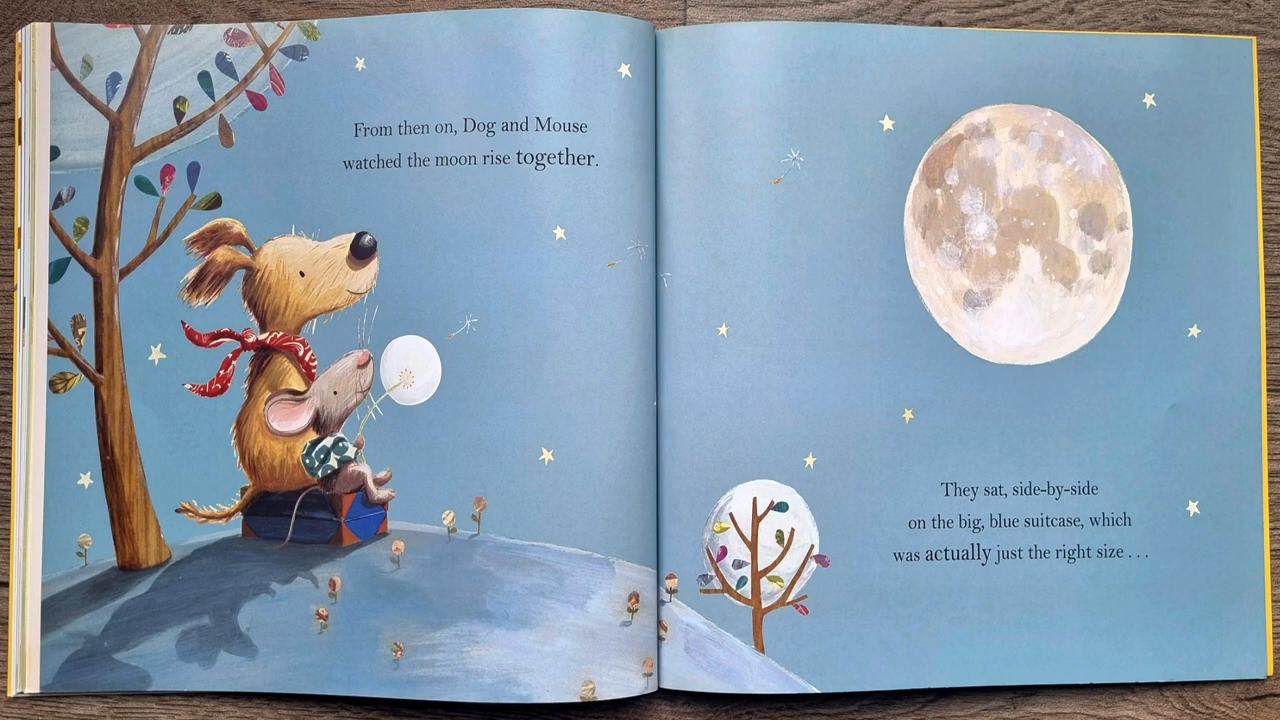 From then on, Dog and Mouse
watched the moon rise together.
They sat, side-by-side
on the big, blue suitcase, which
was actually just the right size . . .